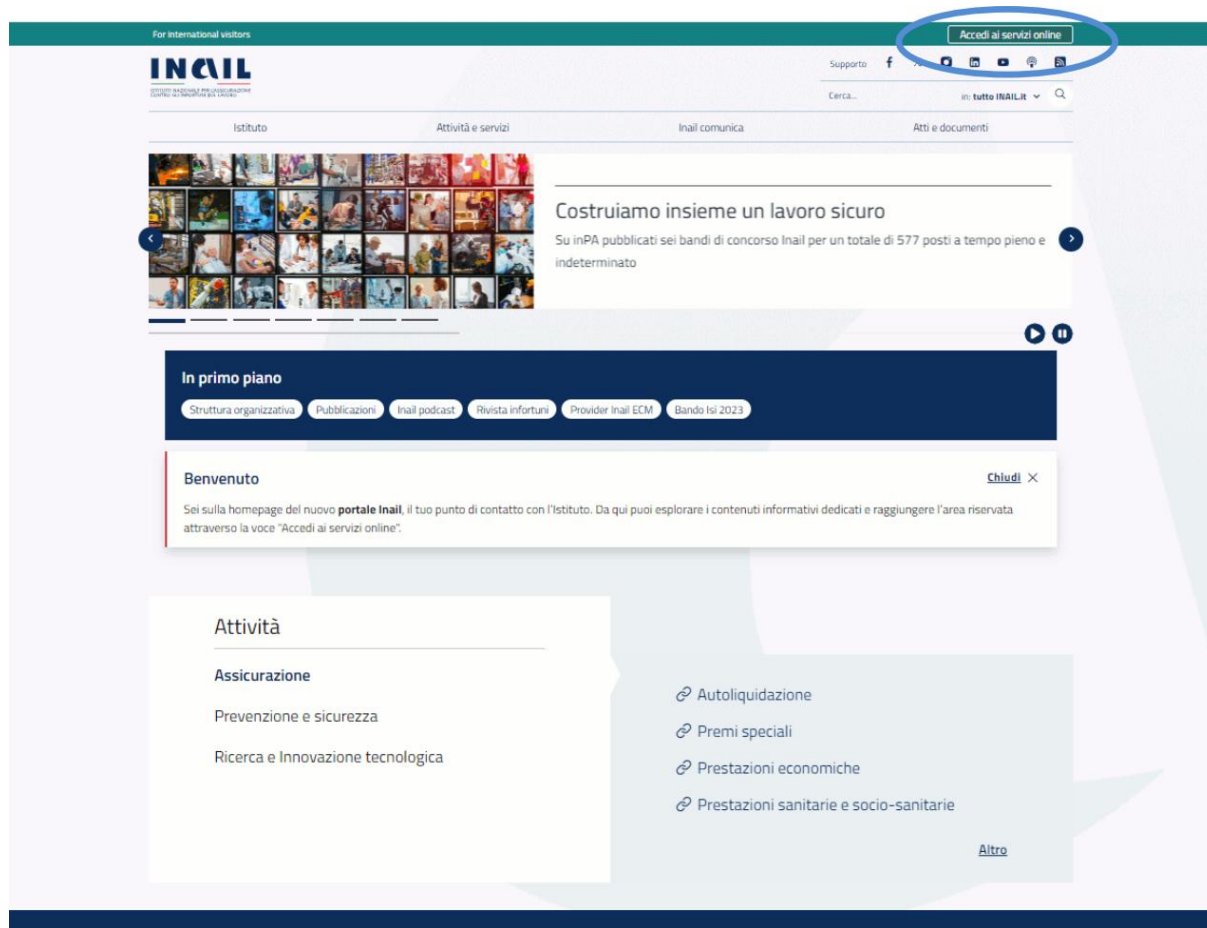 For international visitors
Accedi ai servizi online
INAIL
Supporto
Cerca...
in: tutto INAIL.it
Istituto
Attività e servizi
Inail comunica
Atti e documenti
Costruiamo insieme un lavoro sicuro
Su inPA pubblicati sei bandi di concorso Inail per un totale di 577 posti a tempo pieno e
indeterminato
In primo piano
Struttura organizzativa
Pubblicazioni
Inail podcast
Rivista infortuni
Provider Inail ECM
Bando Isi 2023
Benvenuto
Chiudi
Sei sulla homepage del nuovo portale Inail, il tuo punto di contatto con l'Istituto. Da qui puoi esplorare i contenuti informativi dedicati e raggiungere l'area riservata
attraverso la voce "Accedi ai servizi online".
Attività
Assicurazione
Prevenzione e sicurezza
Ricerca e Innovazione tecnologica
Autoliquidazione
Premi speciali
Prestazioni economiche
Prestazioni sanitarie e socio-sanitarie
Altro